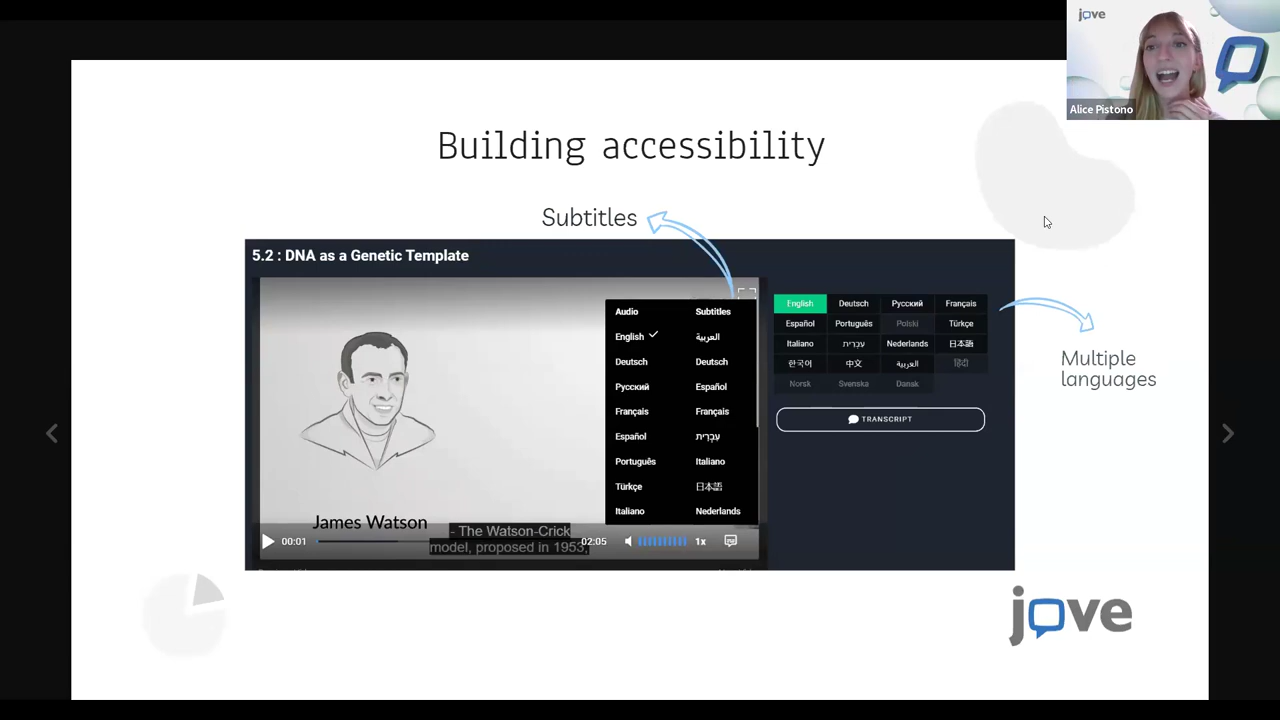 jove
Alice Pistono
Building accessibility
Subtitles
5.2 : DNA as a Genetic Template
Audio Subtitles
English العربية
Deutsch Deutsch
Русский Español
Français Français
Español עִבְרִית
Português Italiano
Türkçe 日本語
Italiano Nederlands
English Deutsch Русский Français
Español Português Polski Türkçe
Italiano עִבְרִית Nederlands 日本語
한국어 中文 العربية हिंदी
Norsk Svenska Dansk
TRANSCRIPT
Multiple
languages
James Watson
- The Watson-Crick
model, proposed in 1953,
00:01 02:05 1x
jove